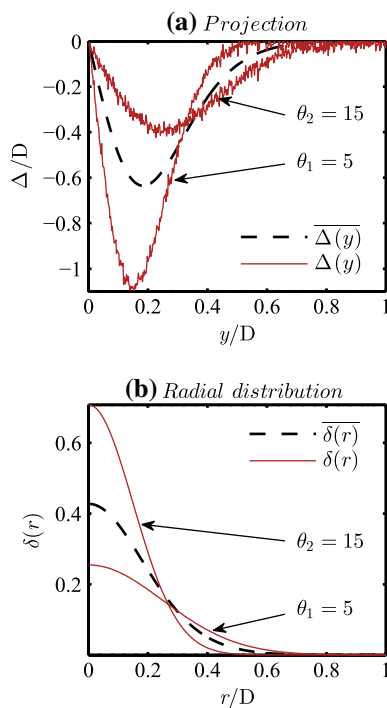 (a) Projection
0
−0.2
−0.4
−0.6
−0.8
−1
Δ/D
θ₂ = 15
θ₁ = 5
Δ(y)
Δ(y)
0 0.2 0.4 0.6 0.8 1
y/D
(b) Radial distribution
0.6
0.4
0.2
δ(r)
δ(r)
δ(r)
θ₂ = 15
θ₁ = 5
0 0.2 0.4 0.6 0.8 1
r/D